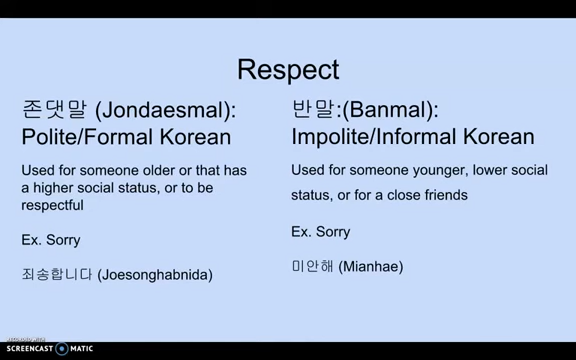 Respect
존댓말 (Jondaesmal):
Polite/Formal Korean
Used for someone older or that has
a higher social status, or to be
respectful
Ex. Sorry
죄송합니다 (Joesonghabnida)
반말:(Banmal):
Impolite/Informal Korean
Used for someone younger, lower social
status, or for a close friends
Ex. Sorry
미안해 (Mianhae)
RECORDED WITH
SCREENCAST MATIC